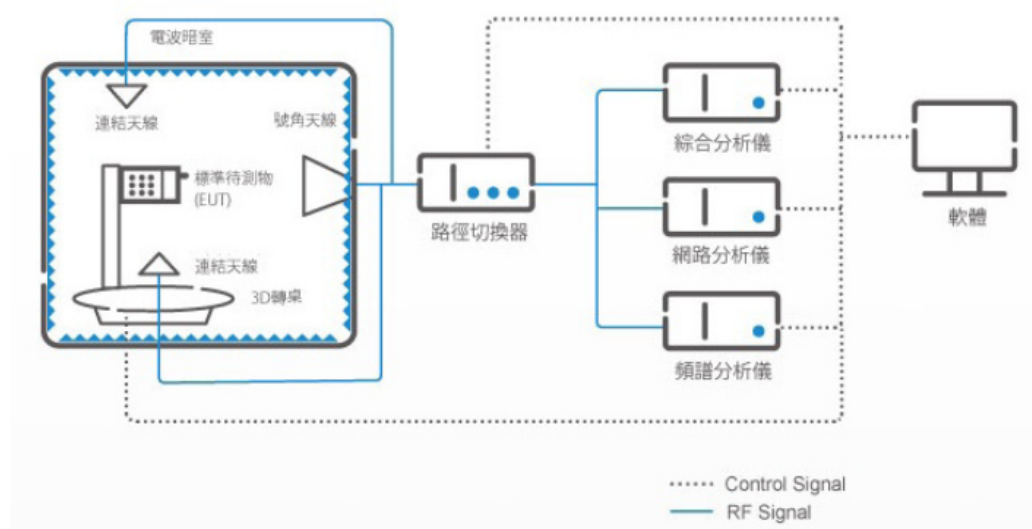 電波暗室
連結天線
號角天線
標準待測物
(EUT)
連結天線
3D轉桌
路徑切換器
綜合分析儀
網路分析儀
頻譜分析儀
軟體
Control Signal
RF Signal